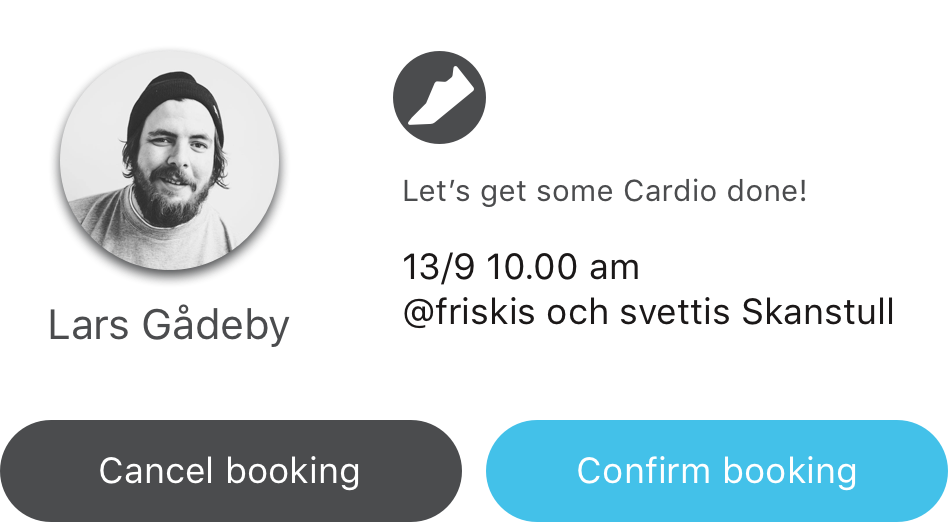 Let’s get some Cardio done!
13/9 10.00 am
@friskis och svettis Skanstull
Lars Gådeby
Cancel booking
Confirm booking